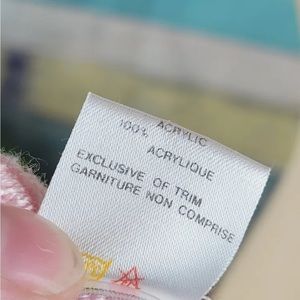 ACRYLIC
100%
ACRYLIQUE
EXCLUSIVE OF TRIM
GARNITURE NON COMPRISE